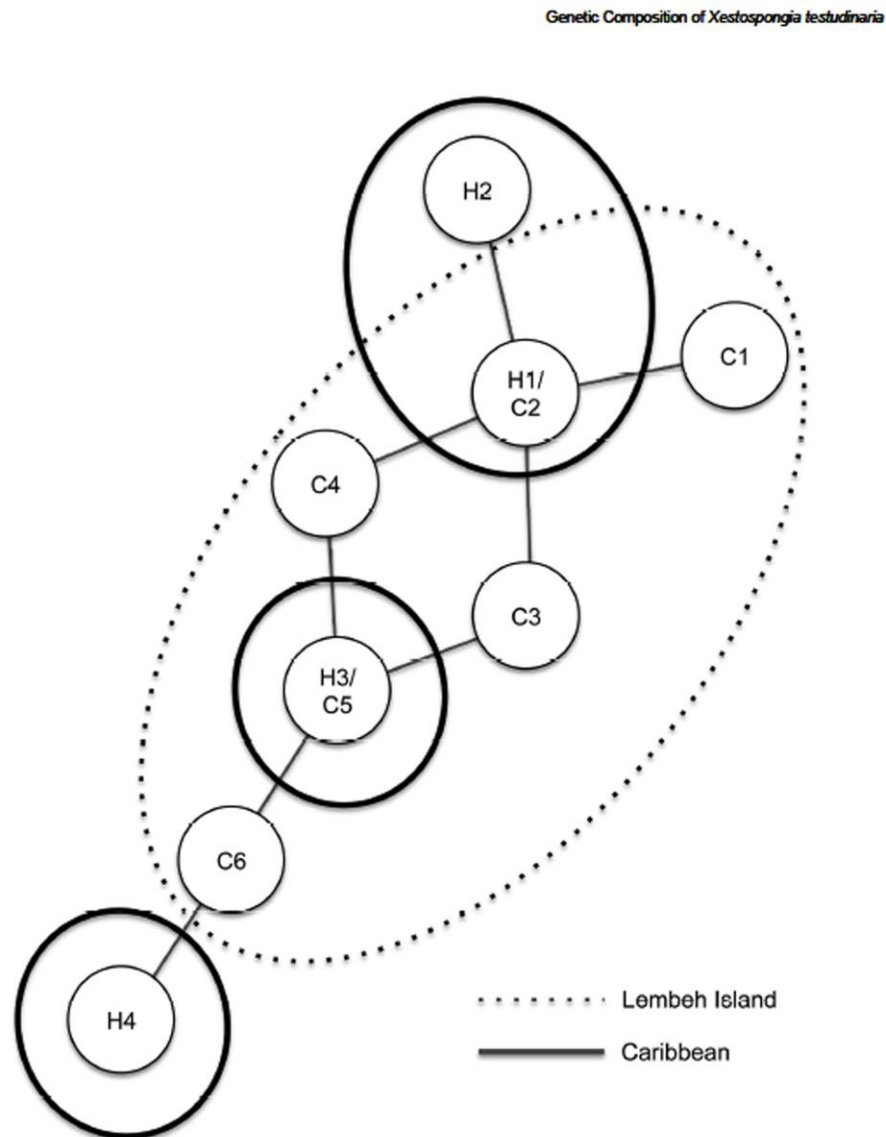 Genetic Composition of Xestospongia testudinaria
H2
C1
H1/
C2
C4
C3
H3/
C5
C6
H4
Lembeh Island
Caribbean